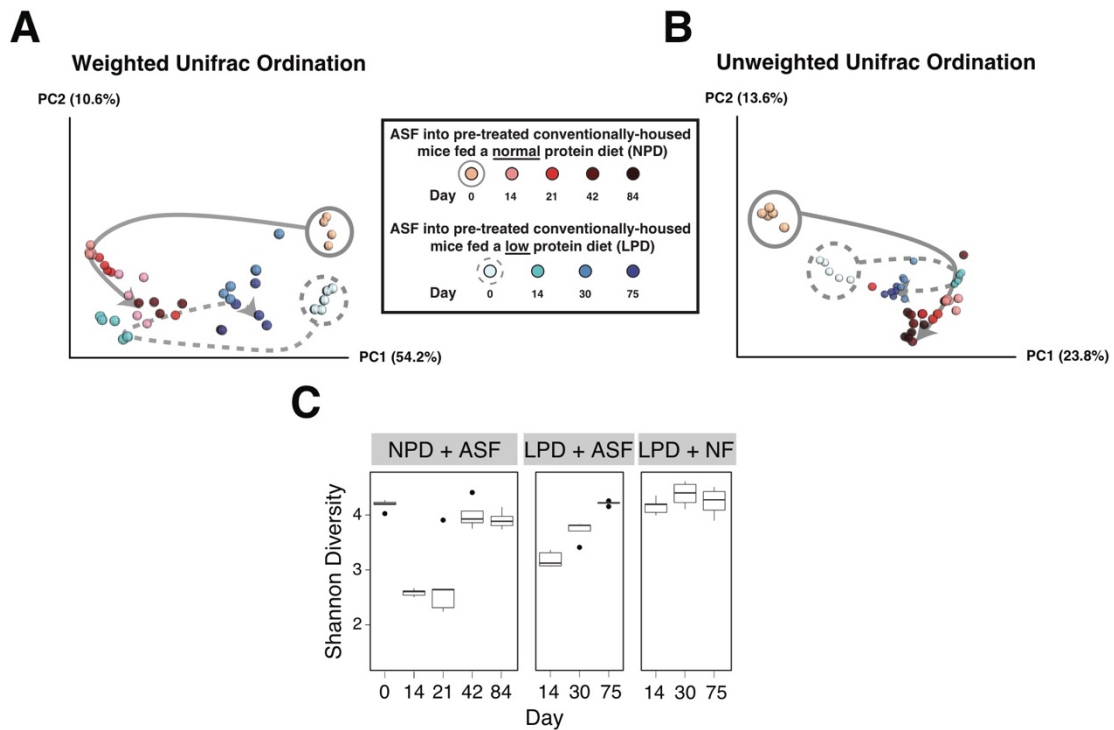 A
Weighted Unifrac Ordination
PC2 (10.6%)
PC1 (54.2%)
ASF into pre-treated conventionally-housed
mice fed a normal protein diet (NPD)
Day 0 14 21 42 84
ASF into pre-treated conventionally-housed
mice fed a low protein diet (LPD)
Day 0 14 30 75
B
Unweighted Unifrac Ordination
PC2 (13.6%)
PC1 (23.8%)
C
NPD + ASF LPD + ASF LPD + NF
Shannon Diversity
4
3
2
0 14 21 42 84 14 30 75 14 30 75
Day